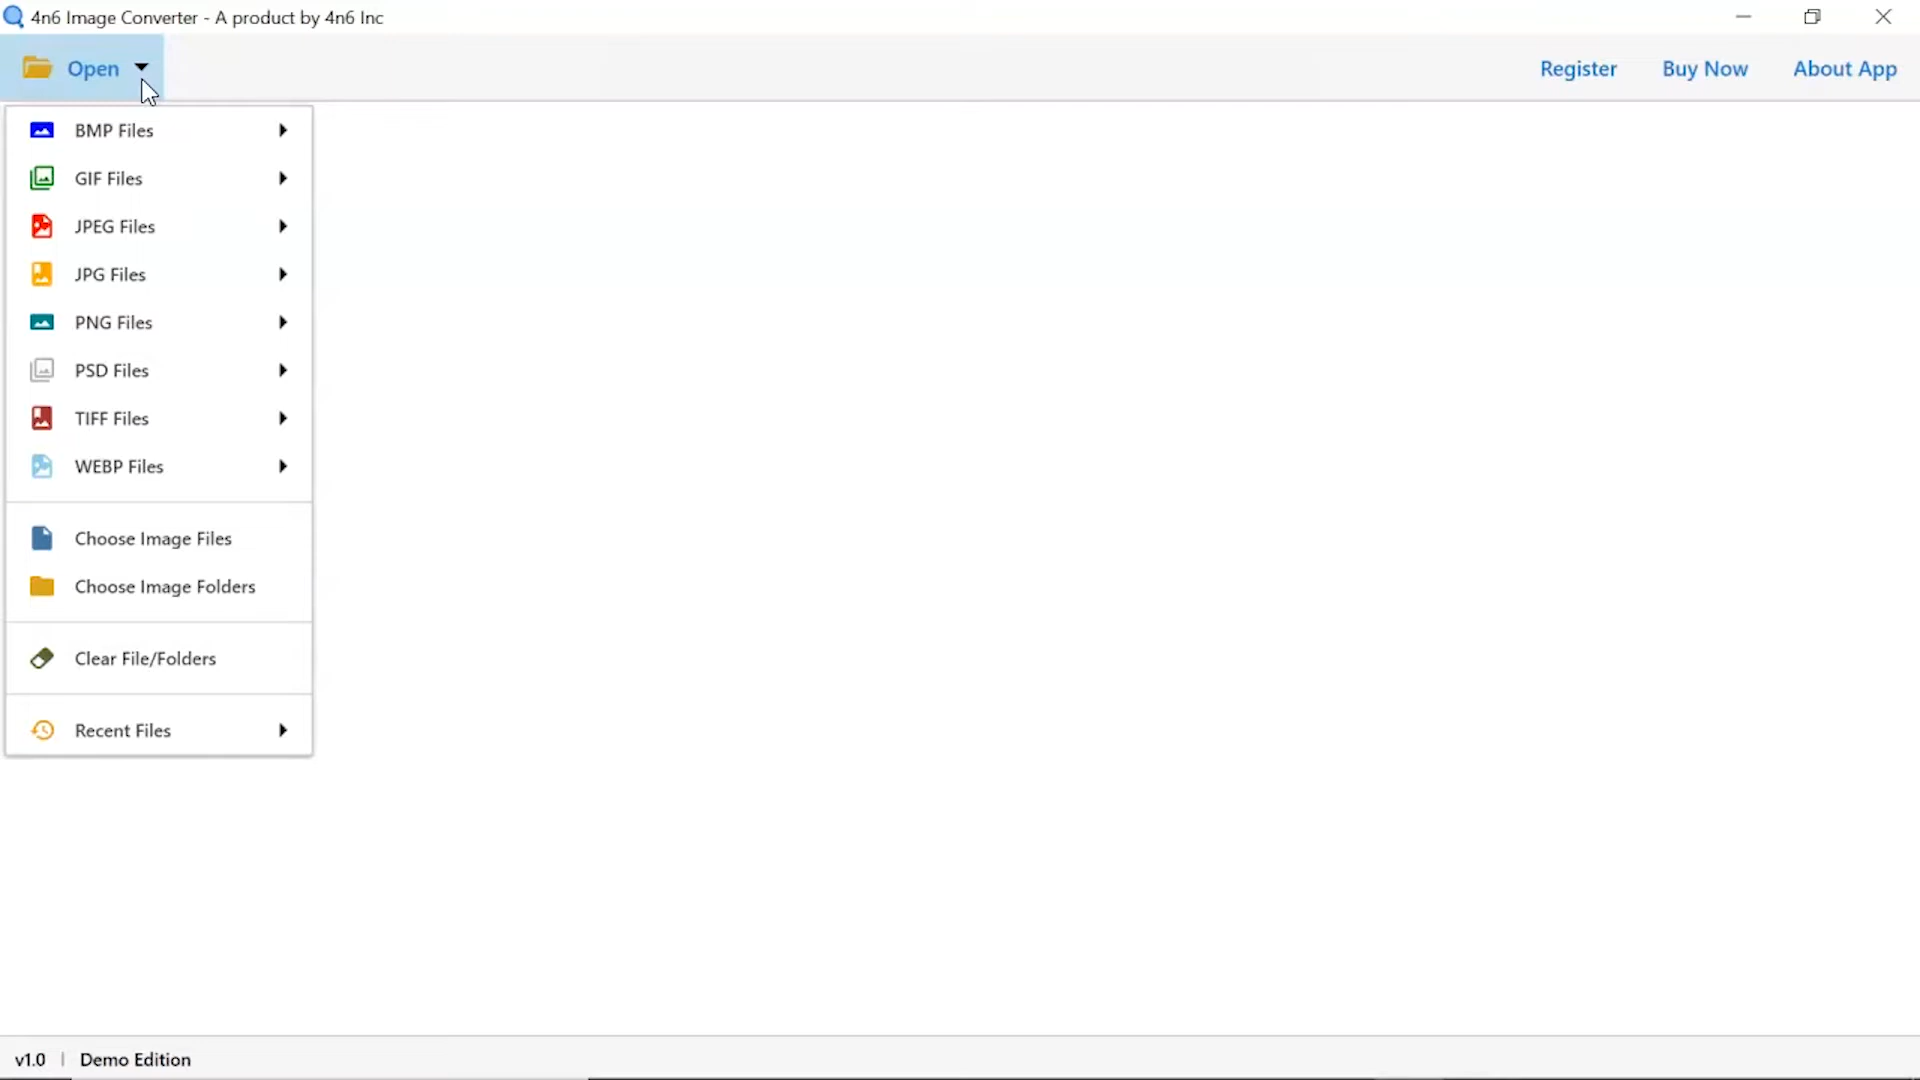 4n6 Image Converter - A product by 4n6 Inc
Open
Register
Buy Now
About App
BMP Files
GIF Files
JPEG Files
JPG Files
PNG Files
PSD Files
TIFF Files
WEBP Files
Choose Image Files
Choose Image Folders
Clear File/Folders
Recent Files
v1.0 | Demo Edition